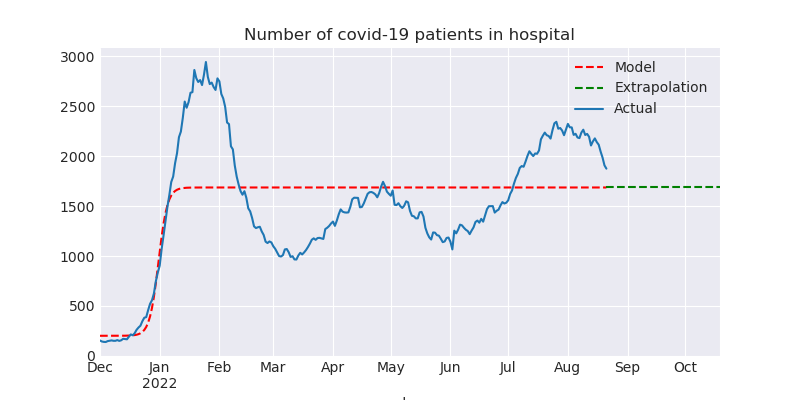 Number of covid-19 patients in hospital
3000
2500
2000
1500
1000
500
0
Model
Extrapolation
Actual
Dec Jan Feb Mar Apr May Jun Jul Aug Sep Oct
2022